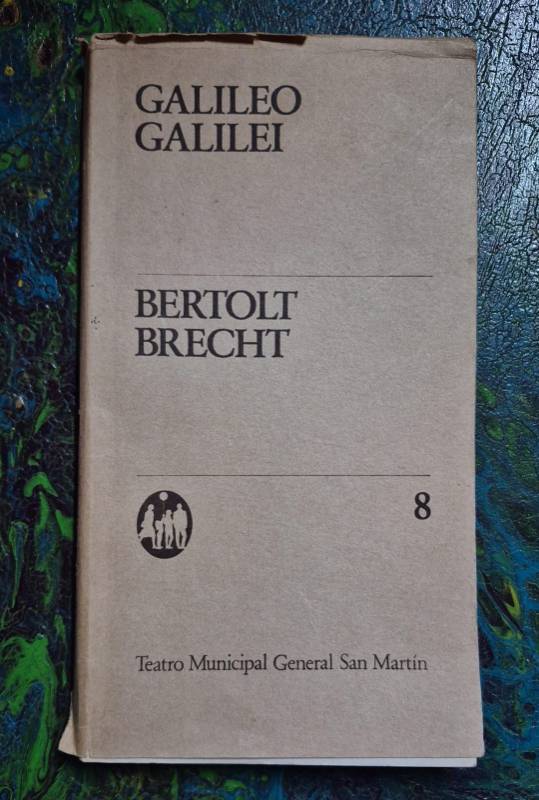 GALILEO
GALILEI
BERTOLT
BRECHT
8
Teatro Municipal General San Martín